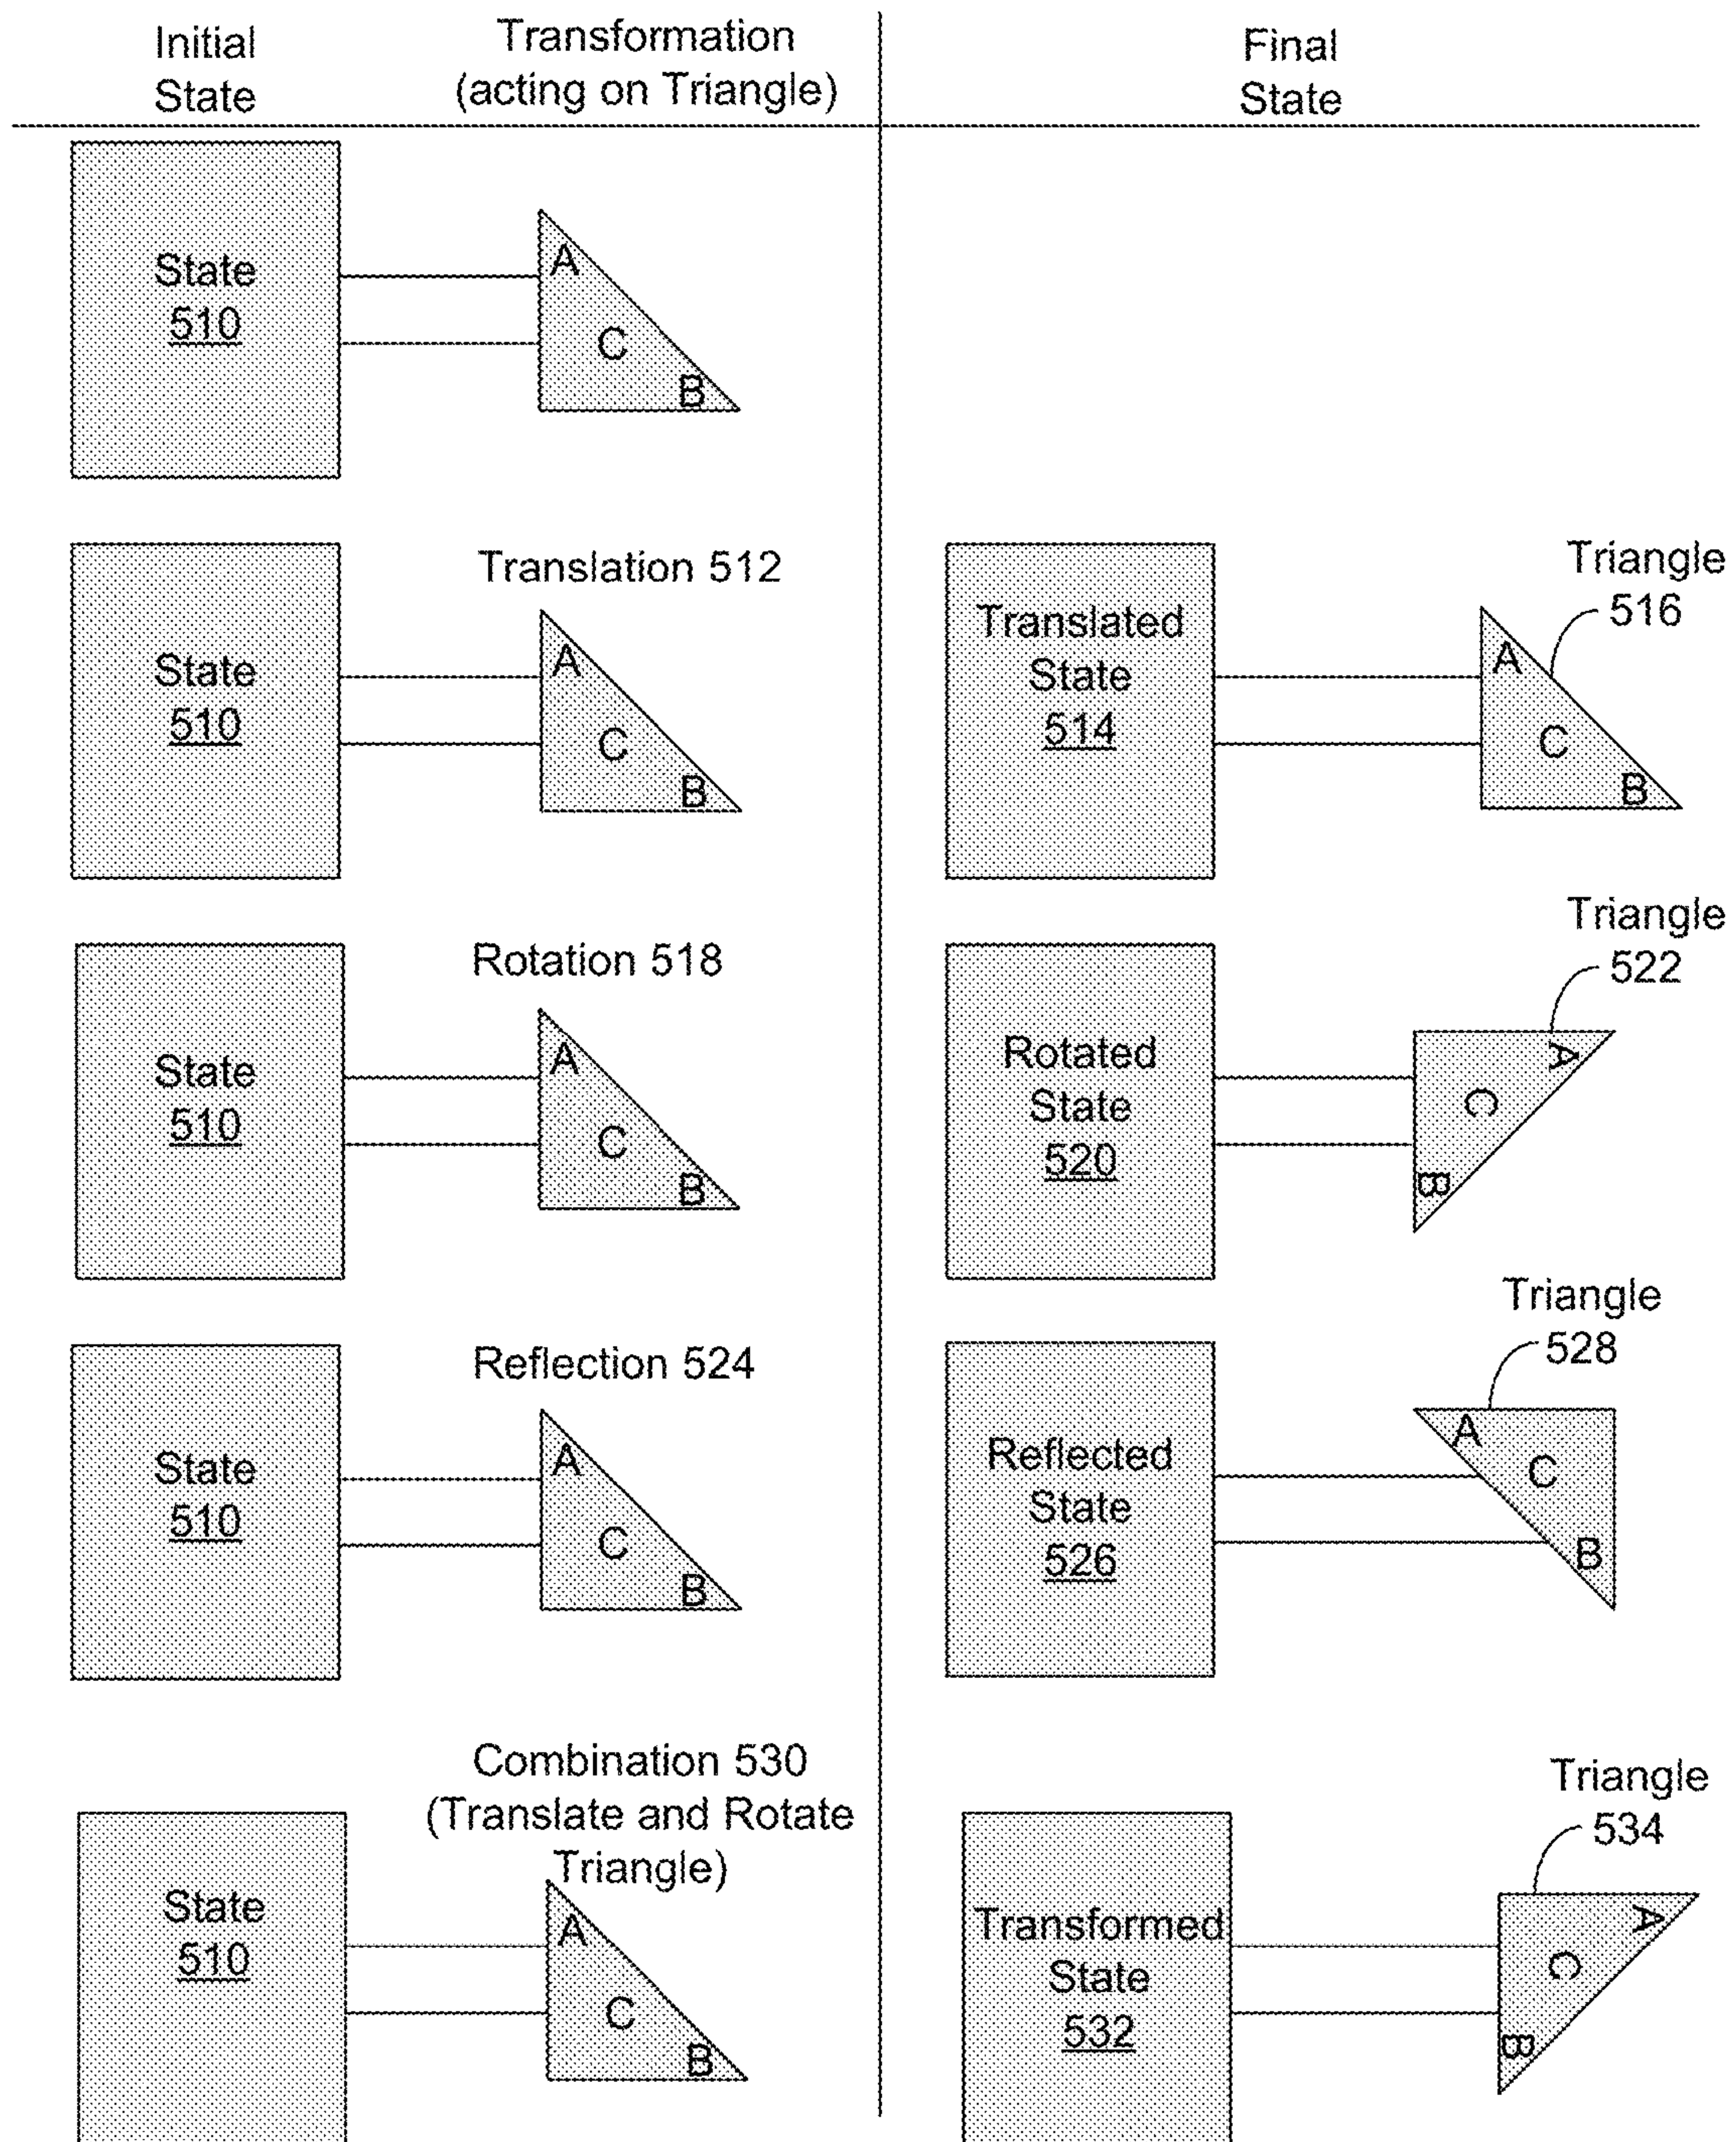 Initial
State
Transformation
(acting on Triangle)
Final
State
State
510
A
C
B
State
510
Translation 512
A
C
B
Translated
State
514
Triangle
516
A
C
B
State
510
Rotation 518
A
C
B
Rotated
State
520
Triangle
522
A
C
B
State
510
Reflection 524
A
C
B
Reflected
State
526
Triangle
528
A
C
B
State
510
Combination 530
(Translate and Rotate
Triangle)
A
C
B
Transformed
State
532
Triangle
534
A
C
B